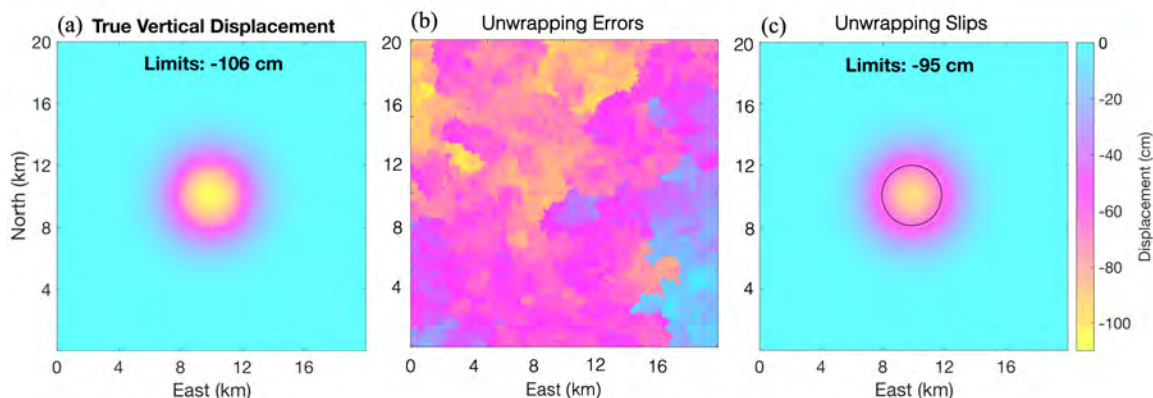 (a) True Vertical Displacement
(b) Unwrapping Errors
(c) Unwrapping Slips
Limits: -106 cm
Limits: -95 cm
20
16
12
8
4
North (km)
0 4 8 12 16
East (km)
20
16
12
8
4
0 4 8 12 16
East (km)
20
16
12
8
4
0 4 8 12 16
East (km)
0
-20
-40
-60
-80
-100
Displacement (cm)